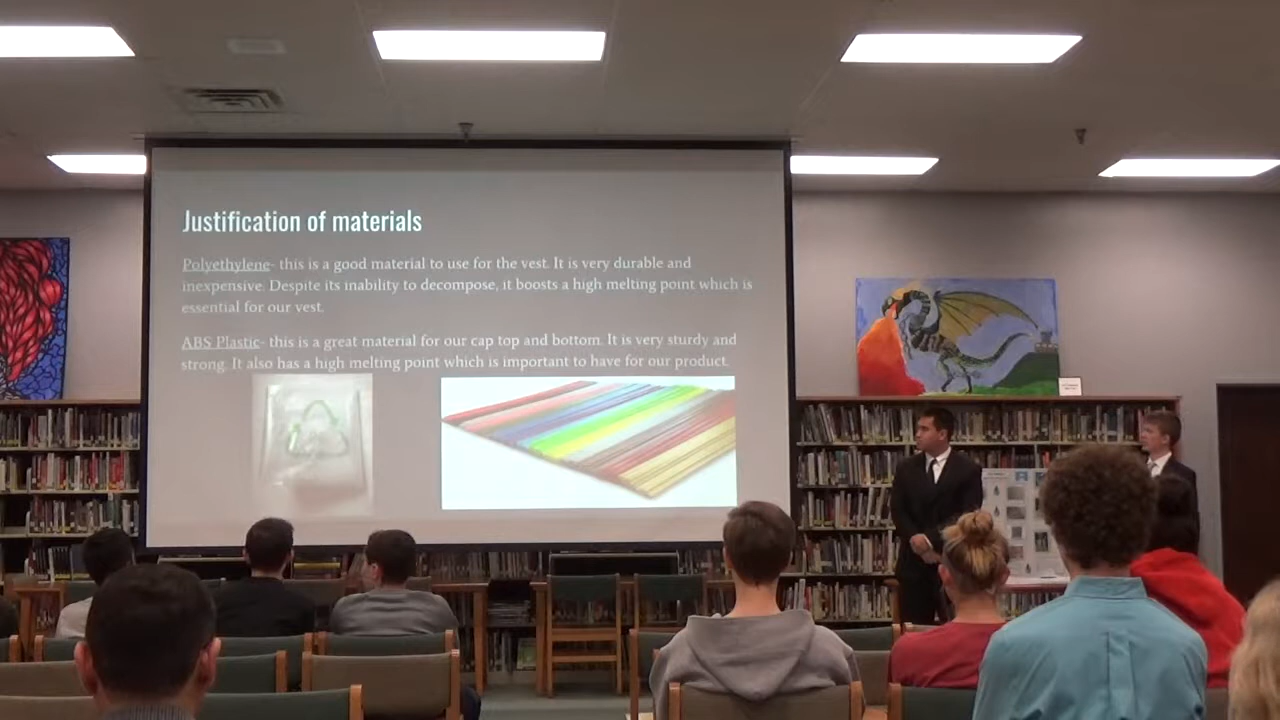 Justification of materials
Polyethylene- this is a good material to use for the vest. It is very durable and
inexpensive. Despite its inability to decompose, it boosts a high melting point which is
essential for our vest.
ABS Plastic- this is a great material for our cap top and bottom. It is very sturdy and
strong. It also has a high melting point which is important to have for our product.